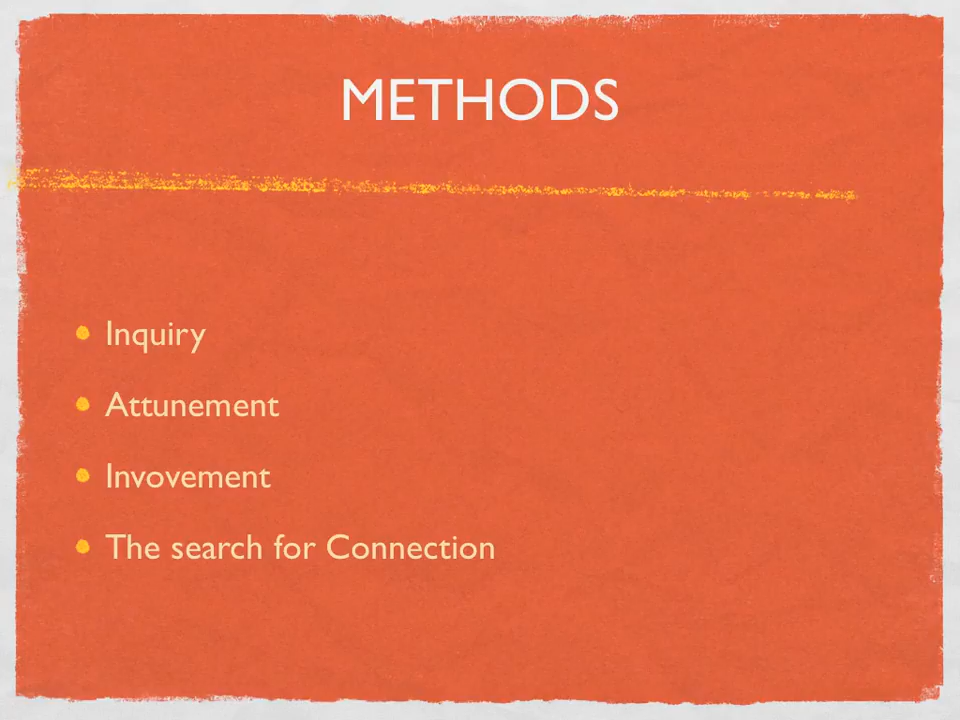 METHODS
Inquiry
Attunement
Invovement
The search for Connection